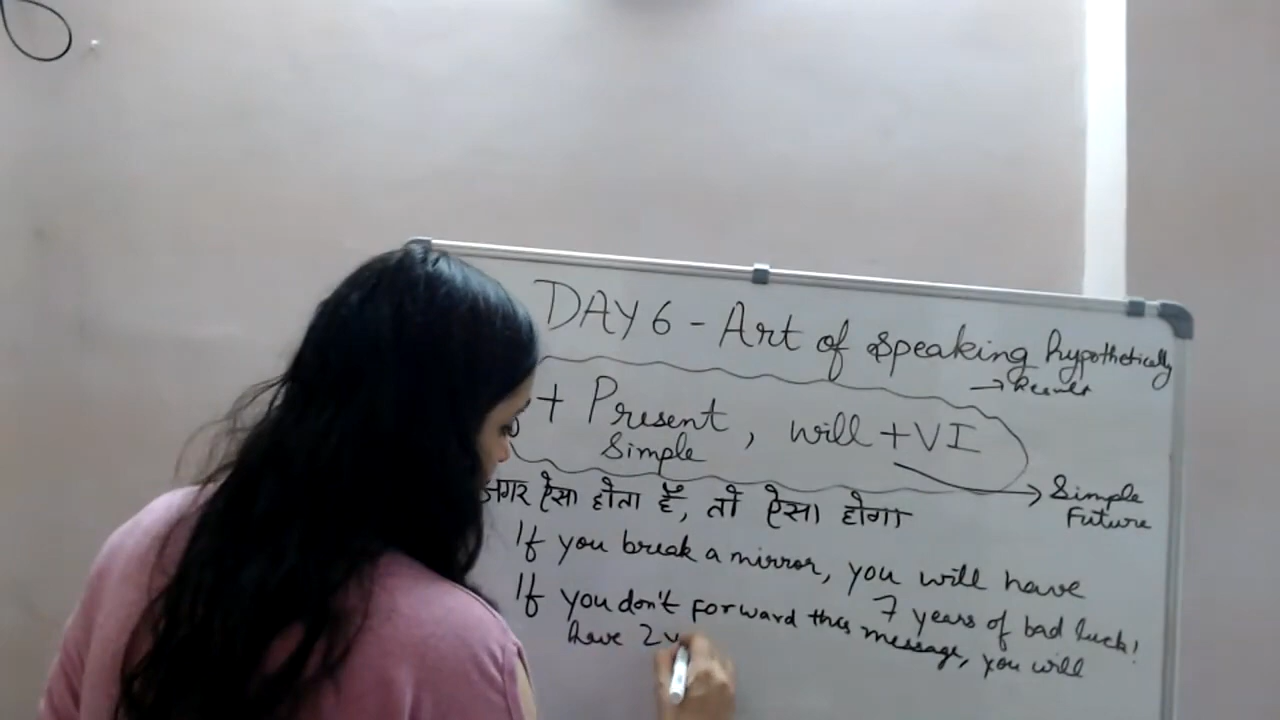 DAY 6 - Art of speaking hypothetically
→ Result
+ Present Simple, will + VI
→ Simple Future
अगर ऐसा होता है, तो ऐसा होगा
If you break a mirror, you will have
7 years of bad luck!
If you don't forward this message, you will
have 2